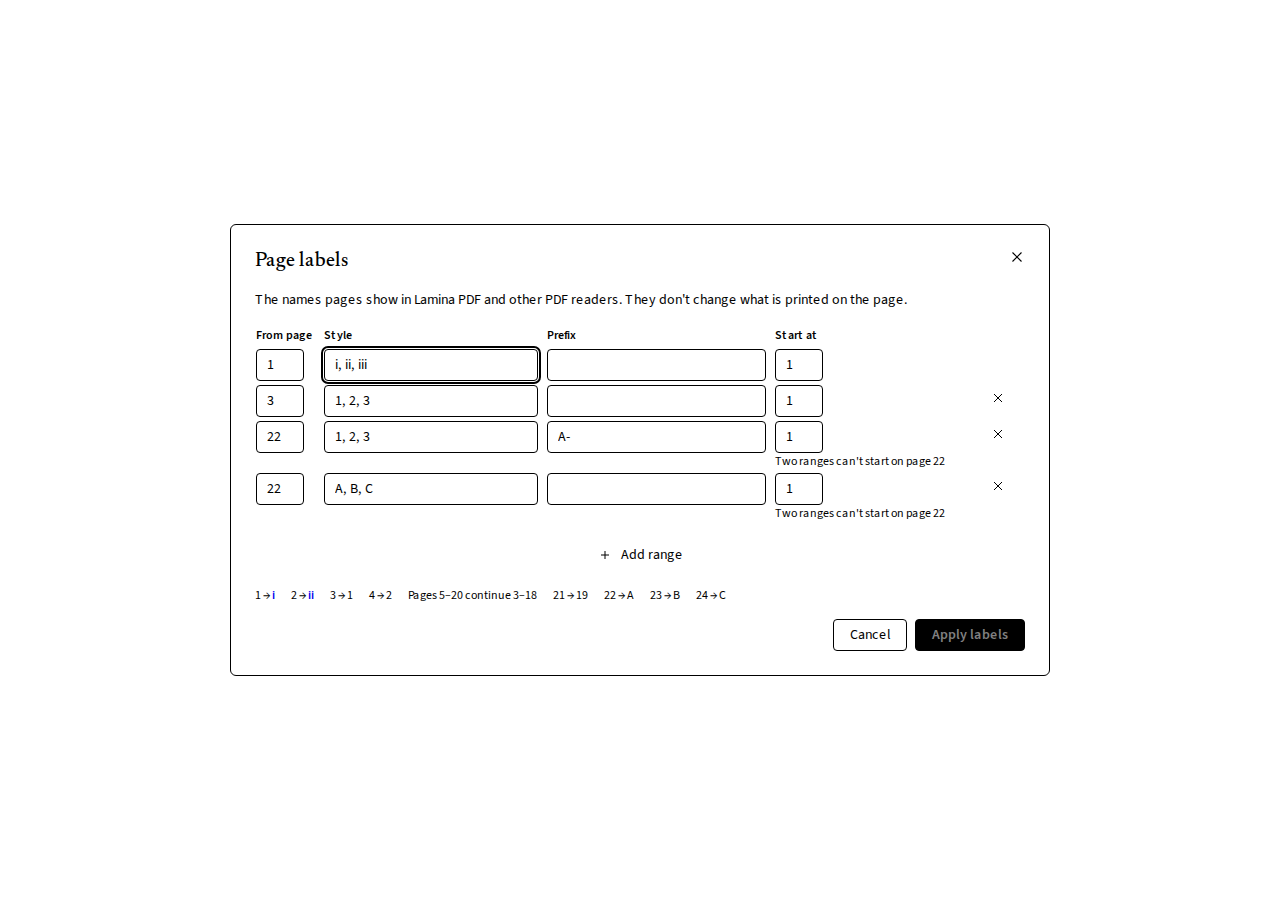 Page labels
The names pages show in Lamina PDF and other PDF readers. They don't change what is printed on the page.
From page Style Prefix Start at
1 i, ii, iii 1
3 1, 2, 3 1
22 1, 2, 3 A- 1
Two ranges can't start on page 22
22 A, B, C 1
Two ranges can't start on page 22
+ Add range
1→i 2→ii 3→1 4→2 Pages 5–20 continue 3–18 21→19 22→A 23→B 24→C
Cancel Apply labels